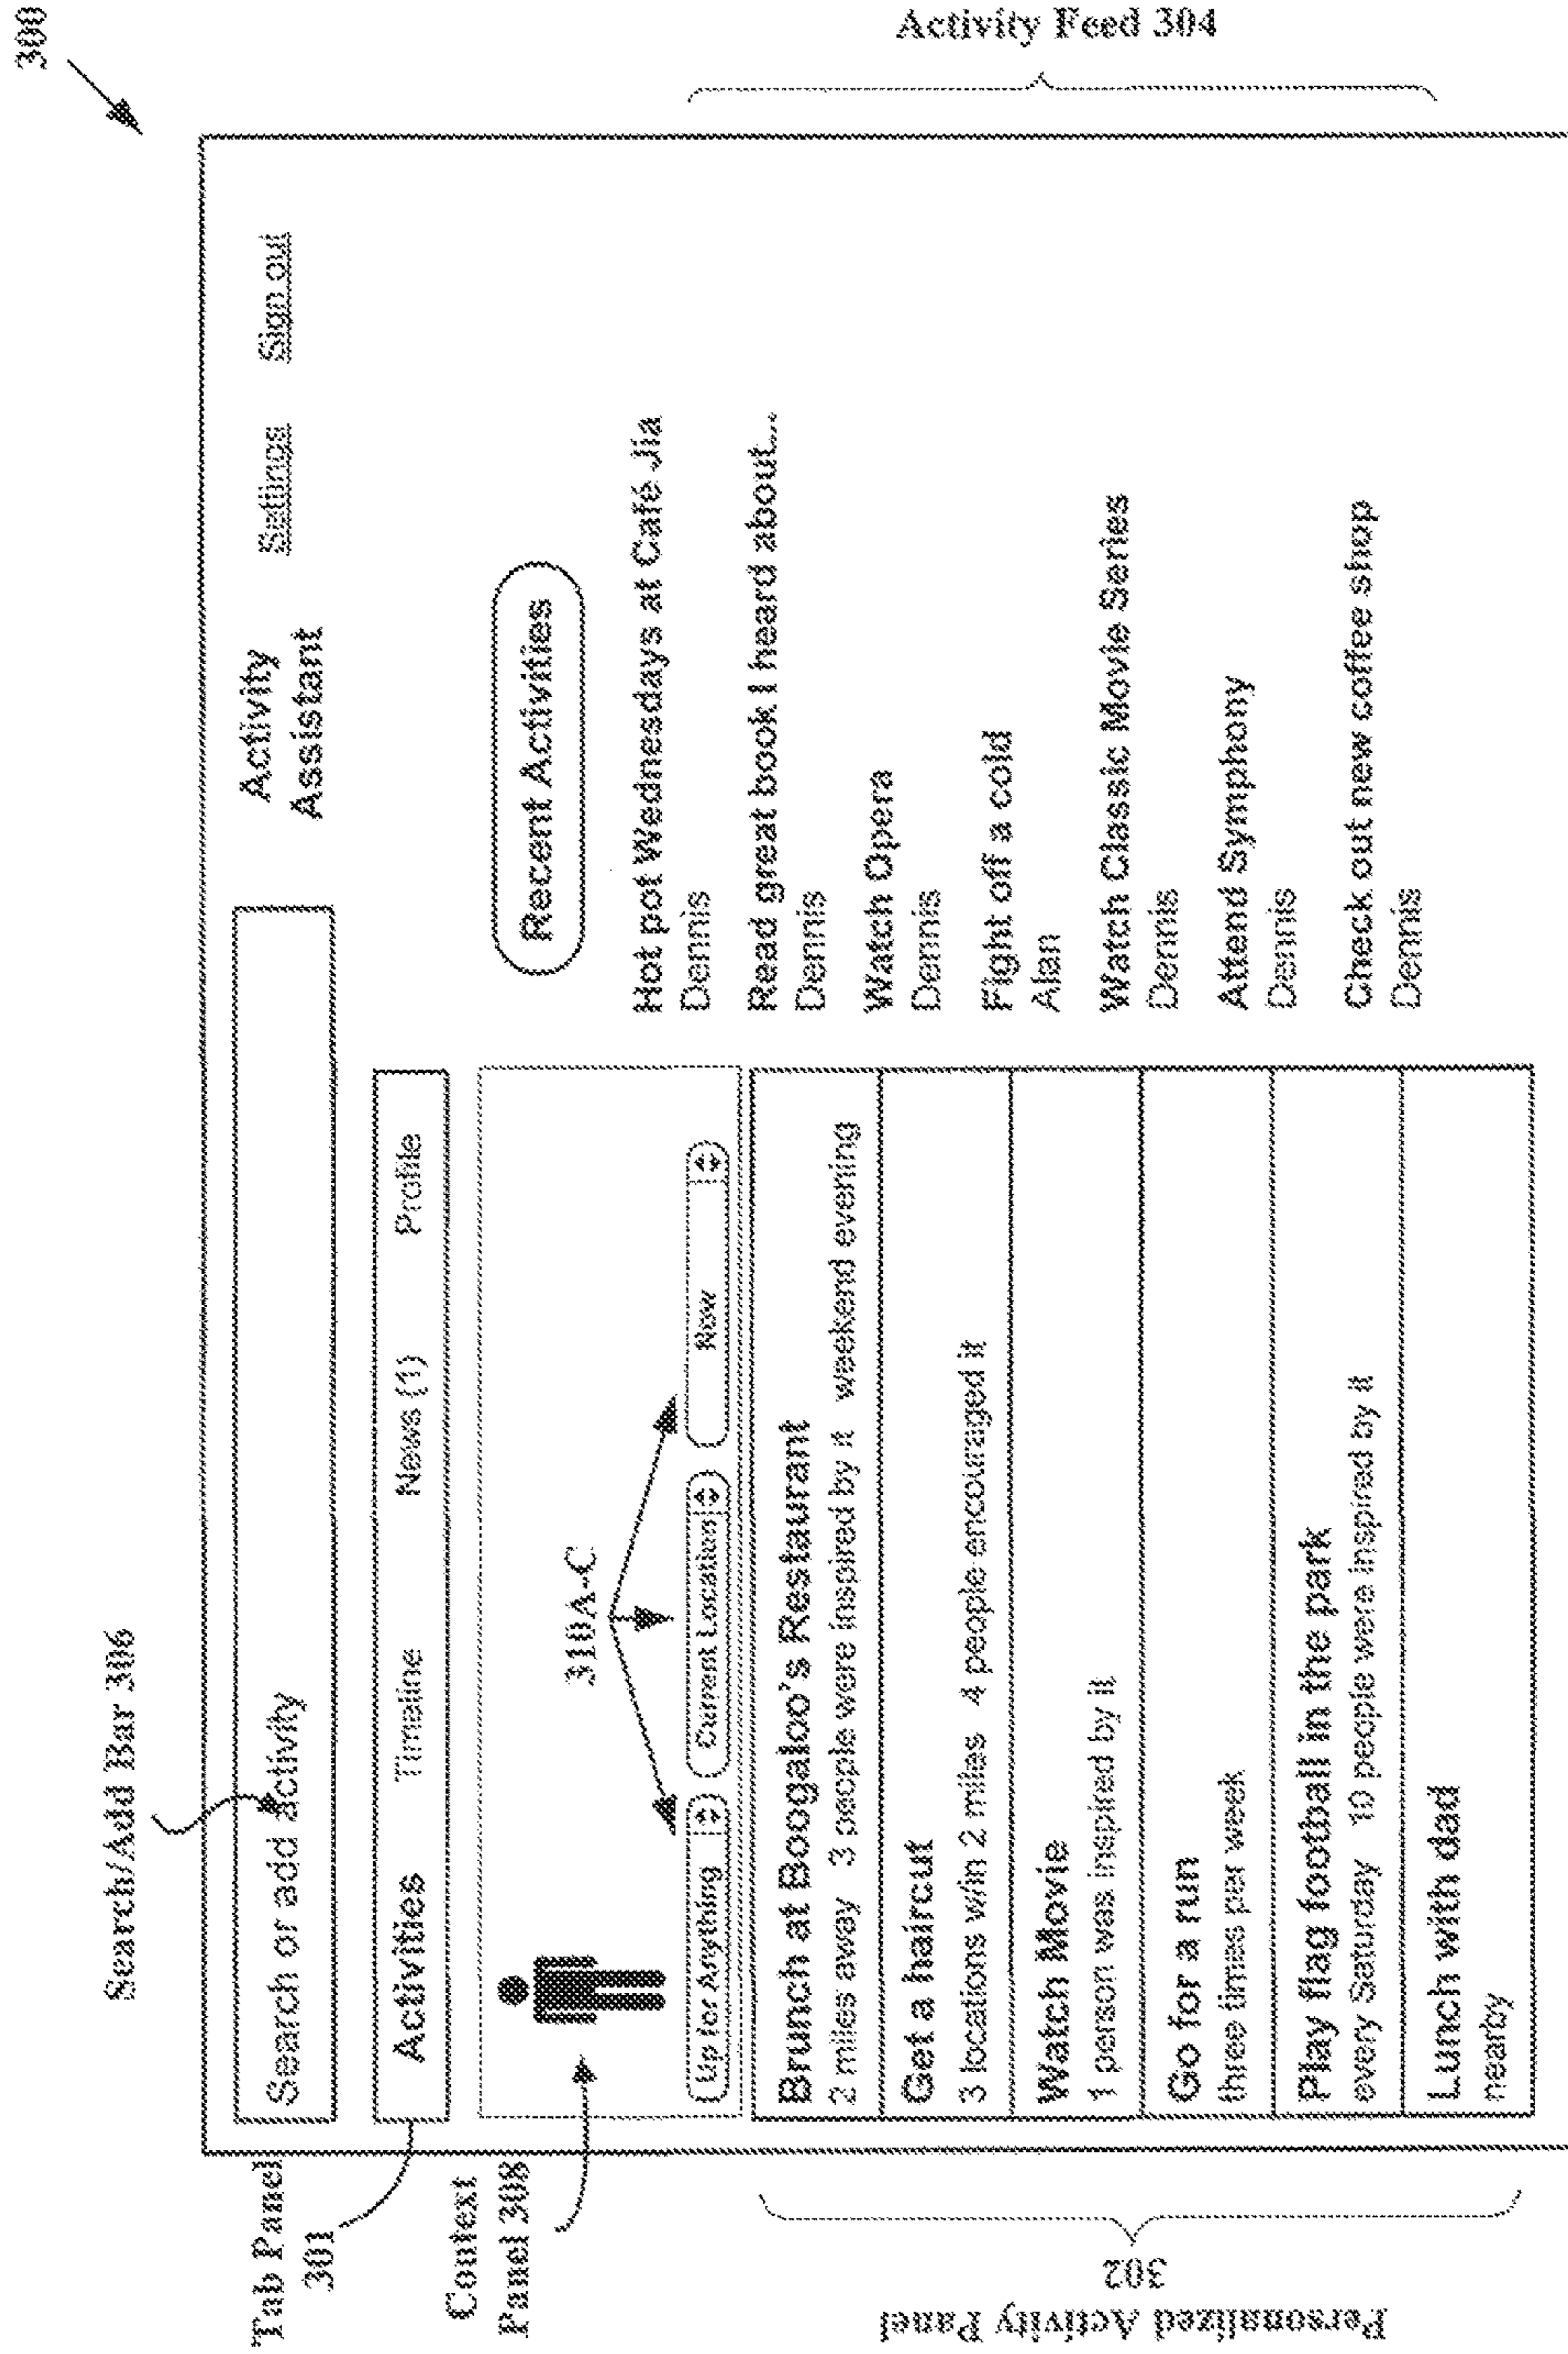 300
Search/Add Bar 306
Search or add activity
Activity
Assistant
Settings
Sign out
Tab Panel
301
Activities
Timeline
News (1)
Profile
Context
Panel 308
310A-C
Up for Anything
Current Location
Now
Personalized Activity Panel
302
Brunch at Boogaloo's Restaurant
2 miles away 3 people were inspired by it weekend evening
Get a haircut
3 locations w/in 2 miles 4 people encouraged it
Watch Movie
1 person was inspired by it
Go for a run
three times per week
Play flag football in the park
every Saturday 10 people were inspired by it
Lunch with dad
nearby
Recent Activities
Hot pot Wednesdays at Café Jia
Dennis
Read great book I heard about...
Dennis
Watch Opera
Dennis
Fight off a cold
Alan
Watch Classic Movie Series
Dennis
Attend Symphony
Dennis
Check out new coffee shop
Dennis
Activity Feed 304